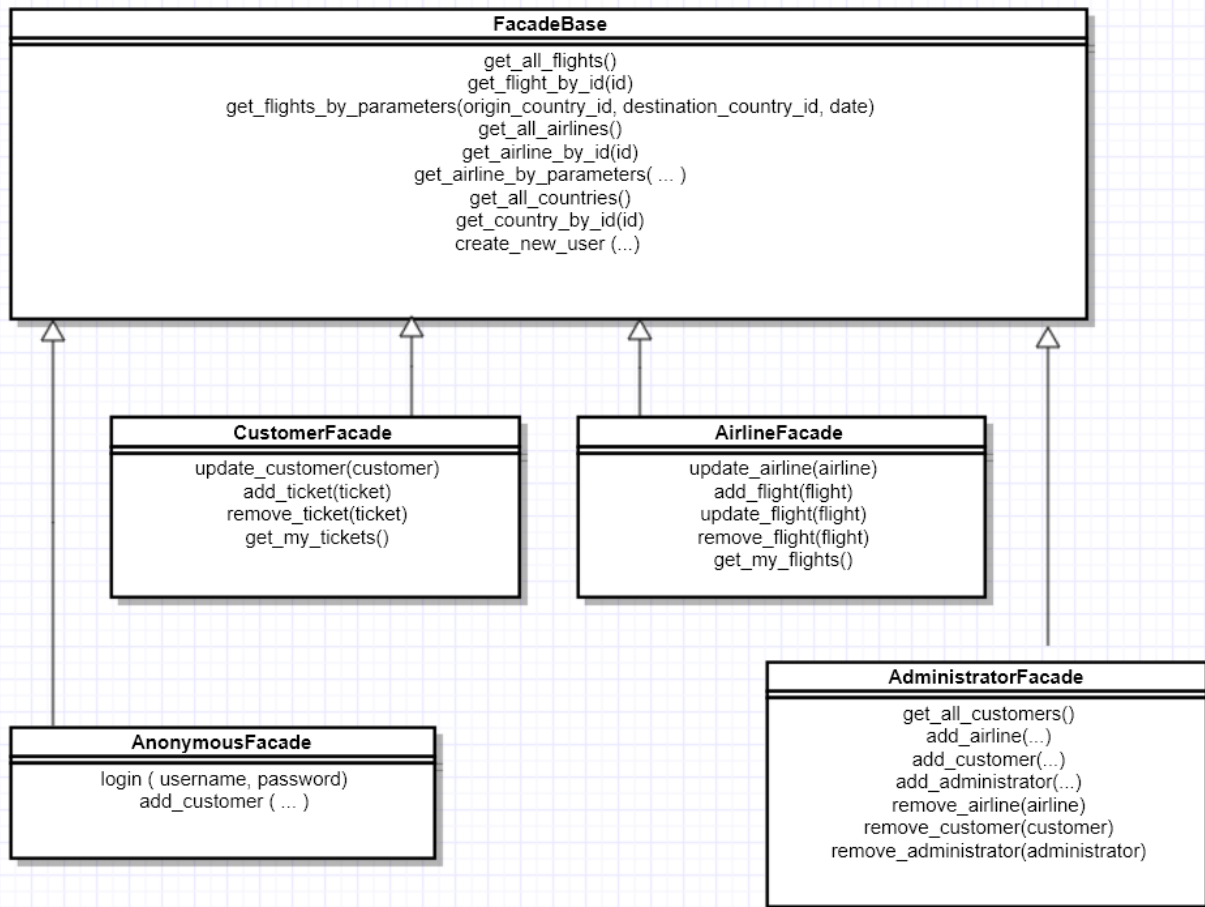 FacadeBase
get_all_flights()
get_flight_by_id(id)
get_flights_by_parameters(origin_country_id, destination_country_id, date)
get_all_airlines()
get_airline_by_id(id)
get_airline_by_parameters( ... )
get_all_countries()
get_country_by_id(id)
create_new_user (...)
CustomerFacade
update_customer(customer)
add_ticket(ticket)
remove_ticket(ticket)
get_my_tickets()
AirlineFacade
update_airline(airline)
add_flight(flight)
update_flight(flight)
remove_flight(flight)
get_my_flights()
AnonymousFacade
login ( username, password)
add_customer ( ... )
AdministratorFacade
get_all_customers()
add_airline(...)
add_customer(...)
add_administrator(...)
remove_airline(airline)
remove_customer(customer)
remove_administrator(administrator)